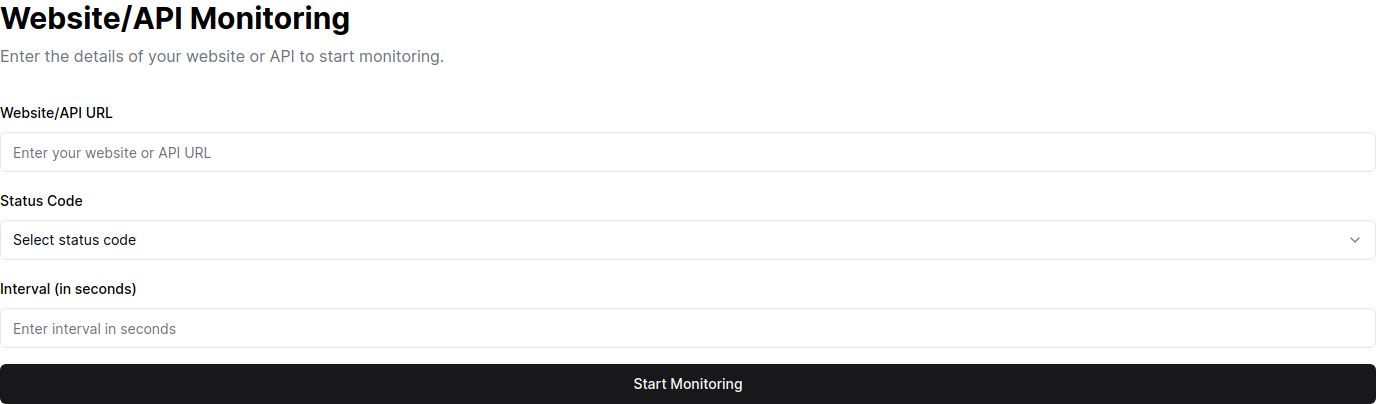 Website/API Monitoring
Enter the details of your website or API to start monitoring.
Website/API URL
Enter your website or API URL
Status Code
Select status code
Interval (in seconds)
Enter interval in seconds
Start Monitoring